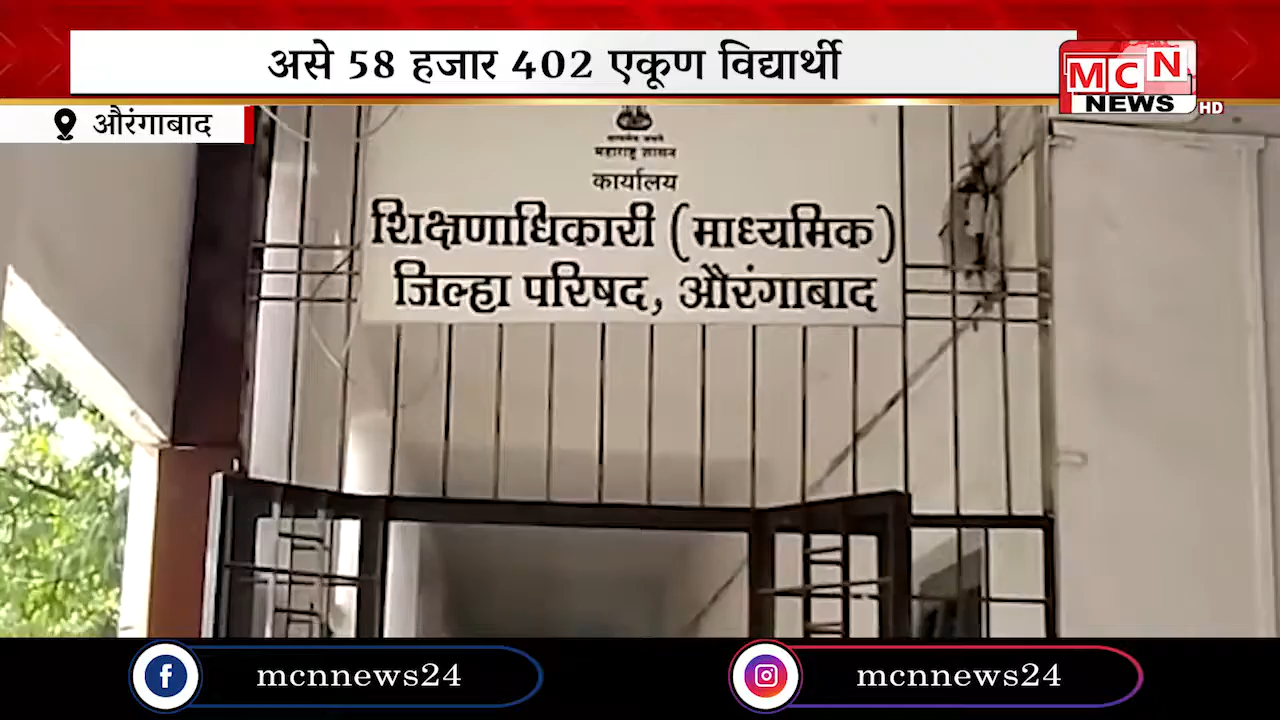 असे 58 हजार 402 एकूण विद्यार्थी
MCN
NEWS HD
औरंगाबाद
महाराष्ट्र शासन
कार्यालय
शिक्षणाधिकारी (माध्यमिक)
जिल्हा परिषद, औरंगाबाद
mcnnews24
mcnnews24